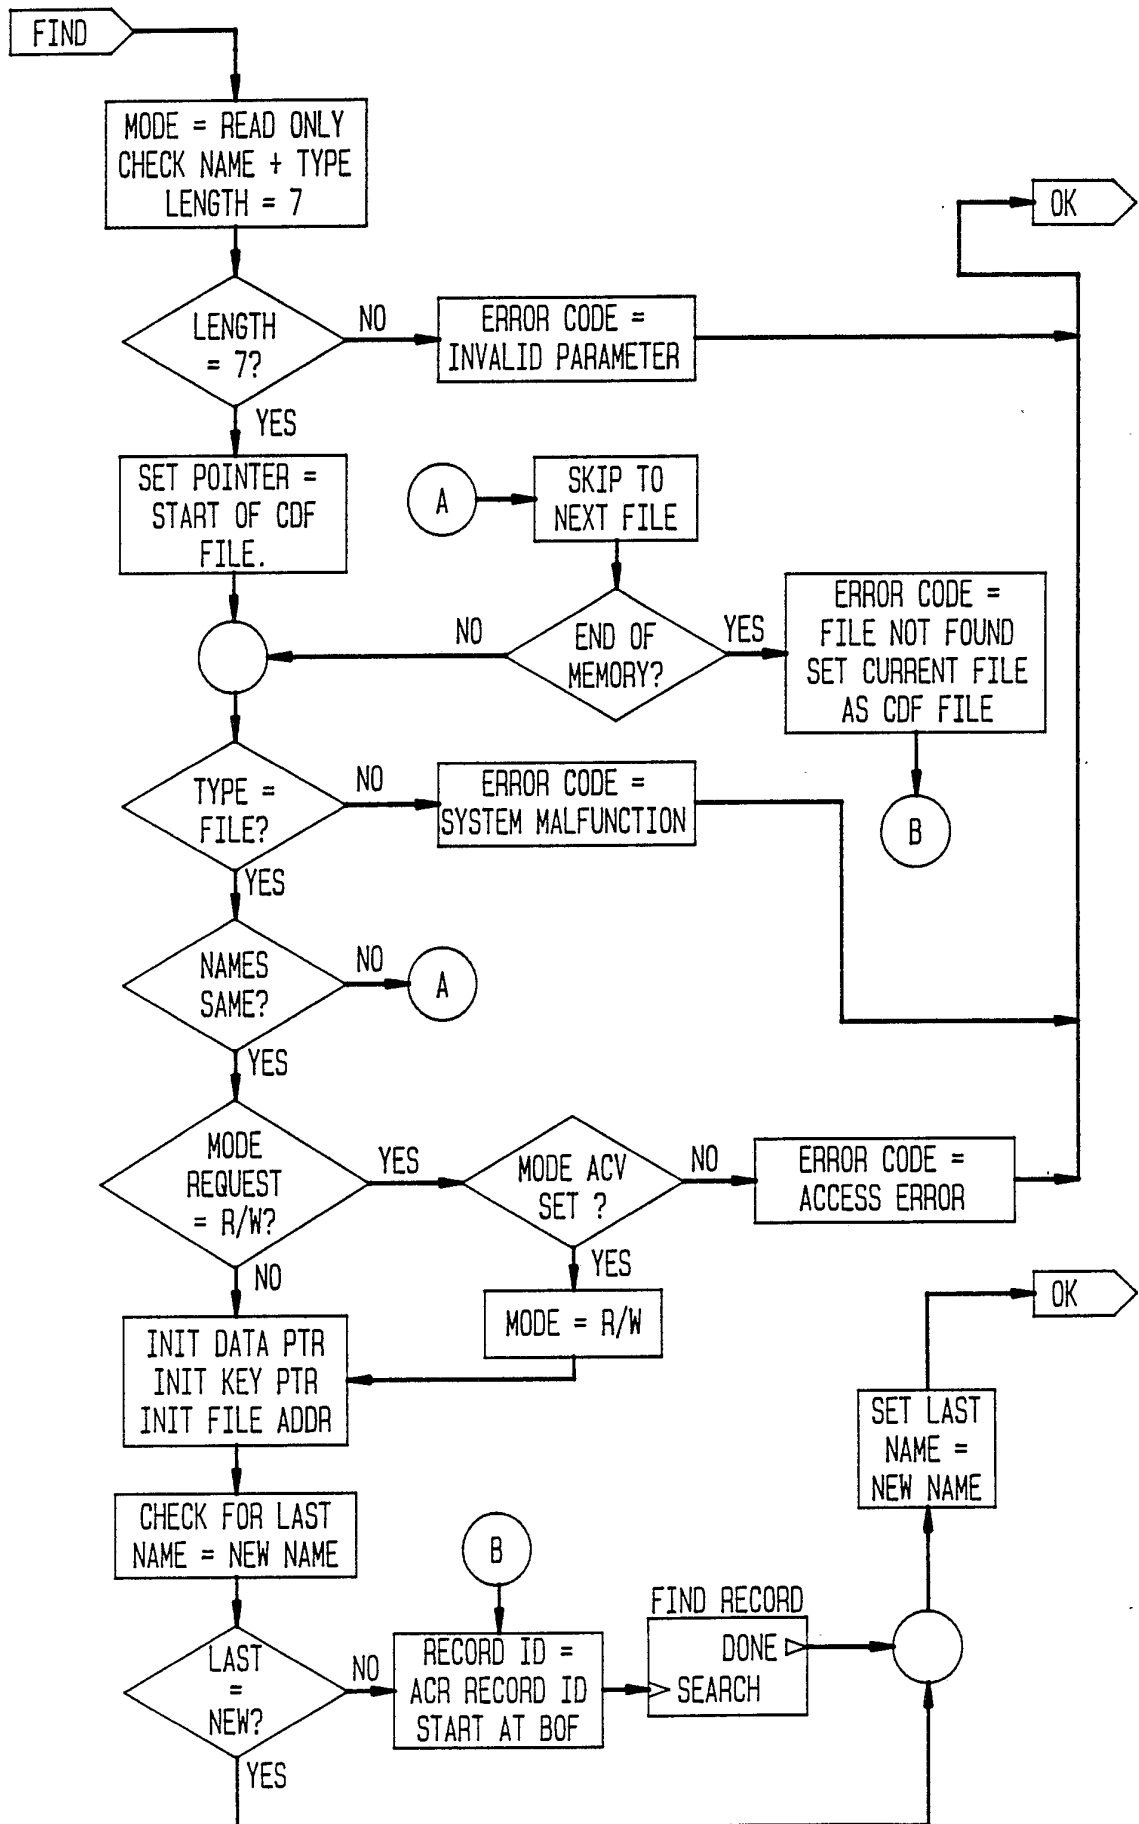 FIND
MODE = READ ONLY
CHECK NAME + TYPE
LENGTH = 7
OK
LENGTH
= 7?
NO
ERROR CODE =
INVALID PARAMETER
YES
SET POINTER =
START OF CDF
FILE.
A
SKIP TO
NEXT FILE
NO
END OF
MEMORY?
YES
ERROR CODE =
FILE NOT FOUND
SET CURRENT FILE
AS CDF FILE
B
TYPE =
FILE?
NO
ERROR CODE =
SYSTEM MALFUNCTION
YES
NAMES
SAME?
NO
A
YES
MODE
REQUEST
= R/W?
YES
MODE ACV
SET ?
NO
ERROR CODE =
ACCESS ERROR
NO
YES
MODE = R/W
OK
INIT DATA PTR
INIT KEY PTR
INIT FILE ADDR
SET LAST
NAME =
NEW NAME
CHECK FOR LAST
NAME = NEW NAME
B
LAST
=
NEW?
NO
RECORD ID =
ACR RECORD ID
START AT BOF
FIND RECORD
DONE
SEARCH
YES